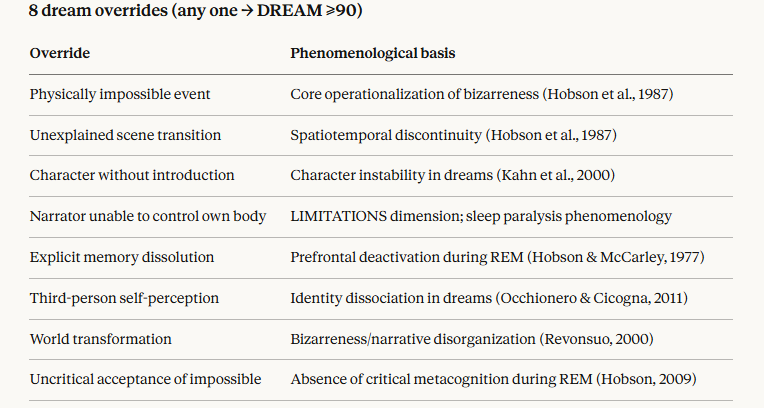 8 dream overrides (any one → DREAM ≥90)
Override Phenomenological basis
Physically impossible event Core operationalization of bizarreness (Hobson et al., 1987)
Unexplained scene transition Spatiotemporal discontinuity (Hobson et al., 1987)
Character without introduction Character instability in dreams (Kahn et al., 2000)
Narrator unable to control own body LIMITATIONS dimension; sleep paralysis phenomenology
Explicit memory dissolution Prefrontal deactivation during REM (Hobson & McCarley, 1977)
Third-person self-perception Identity dissociation in dreams (Occhionero & Cicogna, 2011)
World transformation Bizarreness/narrative disorganization (Revonsuo, 2000)
Uncritical acceptance of impossible Absence of critical metacognition during REM (Hobson, 2009)